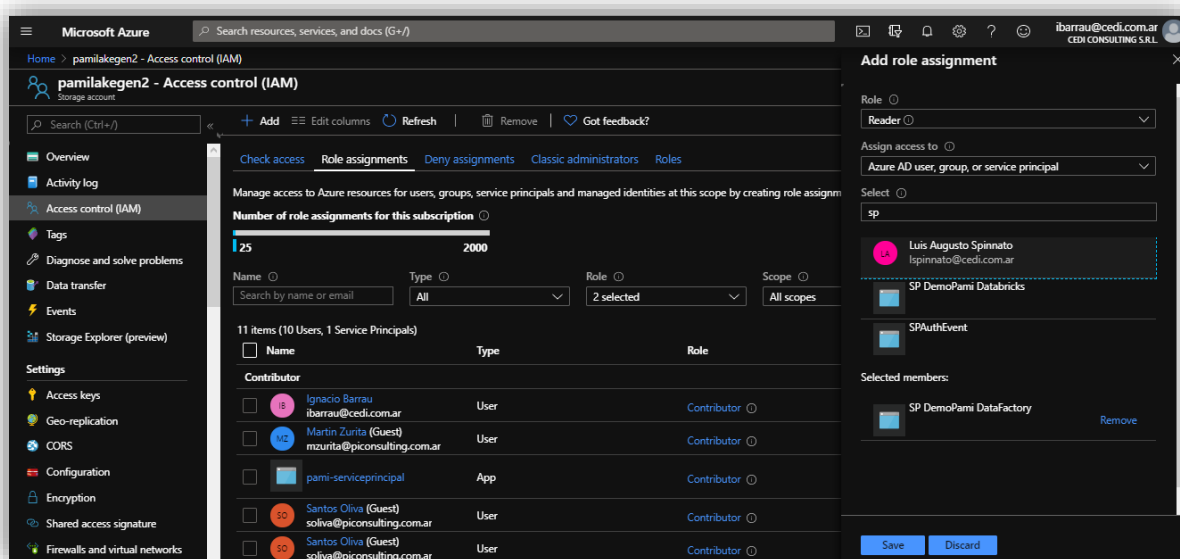 Microsoft Azure
Search resources, services, and docs (G+/)
ibarrau@cedi.com.ar
CEDI CONSULTING S.R.L.
Home > pamilakegen2 - Access control (IAM)
pamilakegen2 - Access control (IAM)
Storage account
Search (Ctrl+/)
«
Overview
Activity log
Access control (IAM)
Tags
Diagnose and solve problems
Data transfer
Events
Storage Explorer (preview)
Settings
Access keys
Geo-replication
CORS
Configuration
Encryption
Shared access signature
Firewalls and virtual networks
Add Edit columns Refresh Remove Got feedback?
Check access Role assignments Deny assignments Classic administrators Roles
Manage access to Azure resources for users, groups, service principals and managed identities at this scope by creating role assignm
Number of role assignments for this subscription
25 2000
Name Type Role Scope
Search by name or email All 2 selected All scopes
11 items (10 Users, 1 Service Principals)
Name Type Role
Contributor
IB Ignacio Barrau User Contributor
ibarrau@cedi.com.ar
MZ Martin Zurita (Guest) User Contributor
mzurita@piconsulting.com.ar
pami-serviceprincipal App Contributor
SO Santos Oliva (Guest) User Contributor
soliva@piconsulting.com.ar
SO Santos Oliva (Guest) User Contributor
soliva@piconsulting.com.ar
Add role assignment
Role
Reader
Assign access to
Azure AD user, group, or service principal
Select
sp
LA Luis Augusto Spinnato
lspinnato@cedi.com.ar
SP DemoPami Databricks
SPAuthEvent
Selected members:
SP DemoPami DataFactory
Remove
Save Discard